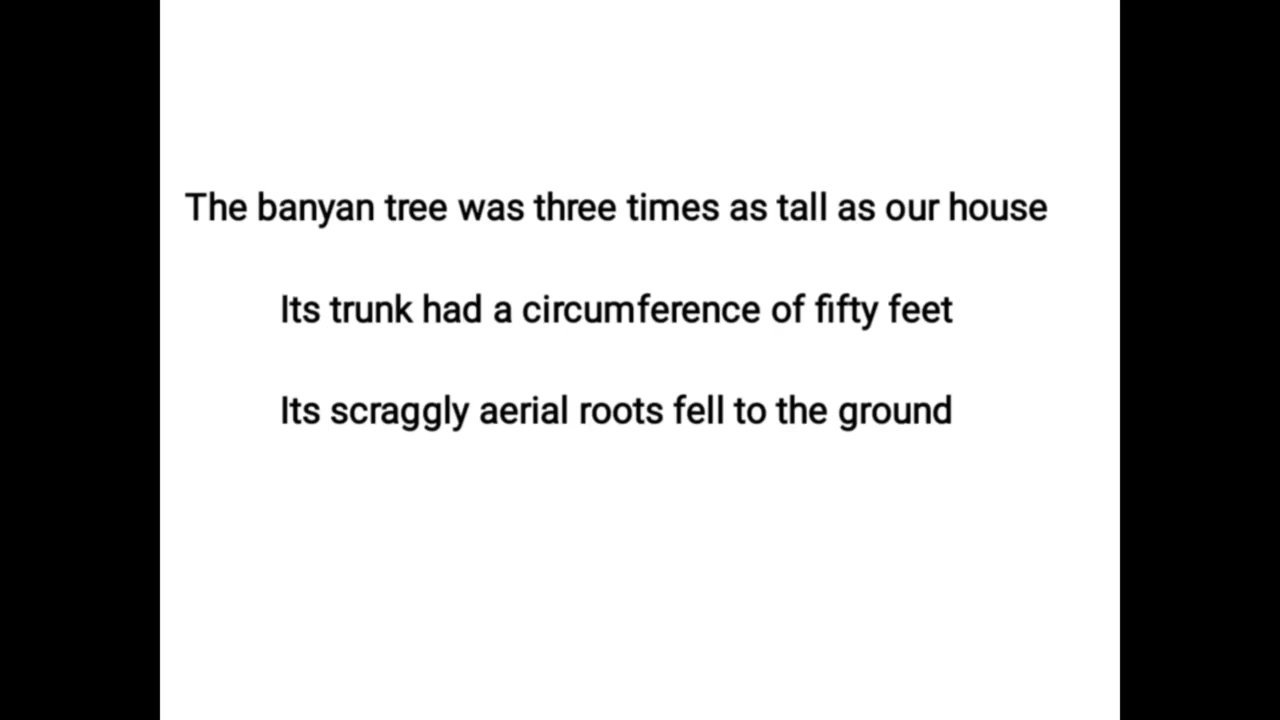 The banyan tree was three times as tall as our house
Its trunk had a circumference of fifty feet
Its scraggly aerial roots fell to the ground